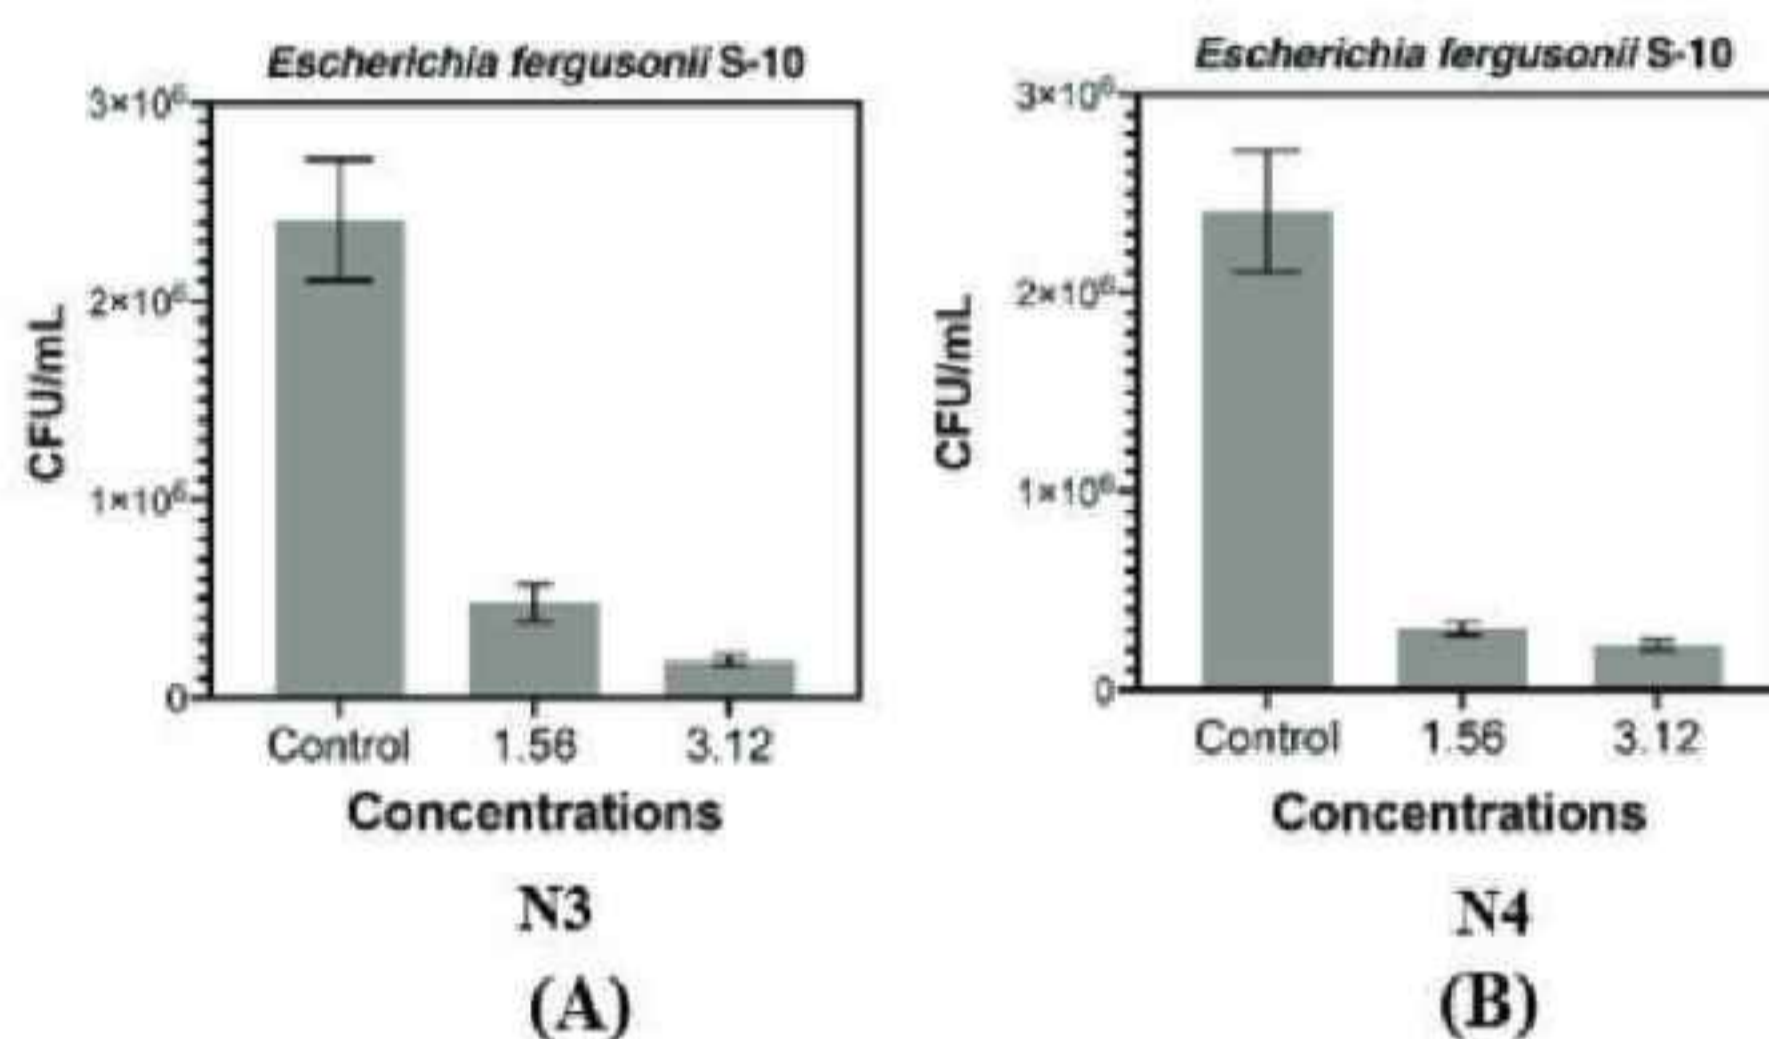 Escherichia fergusonii S-10
3×10⁶
2×10⁶
1×10⁶
0
CFU/mL
Control 1.56 3.12
Concentrations
N3
(A)
Escherichia fergusonii S-10
3×10⁶
2×10⁶
1×10⁶
0
CFU/mL
Control 1.56 3.12
Concentrations
N4
(B)